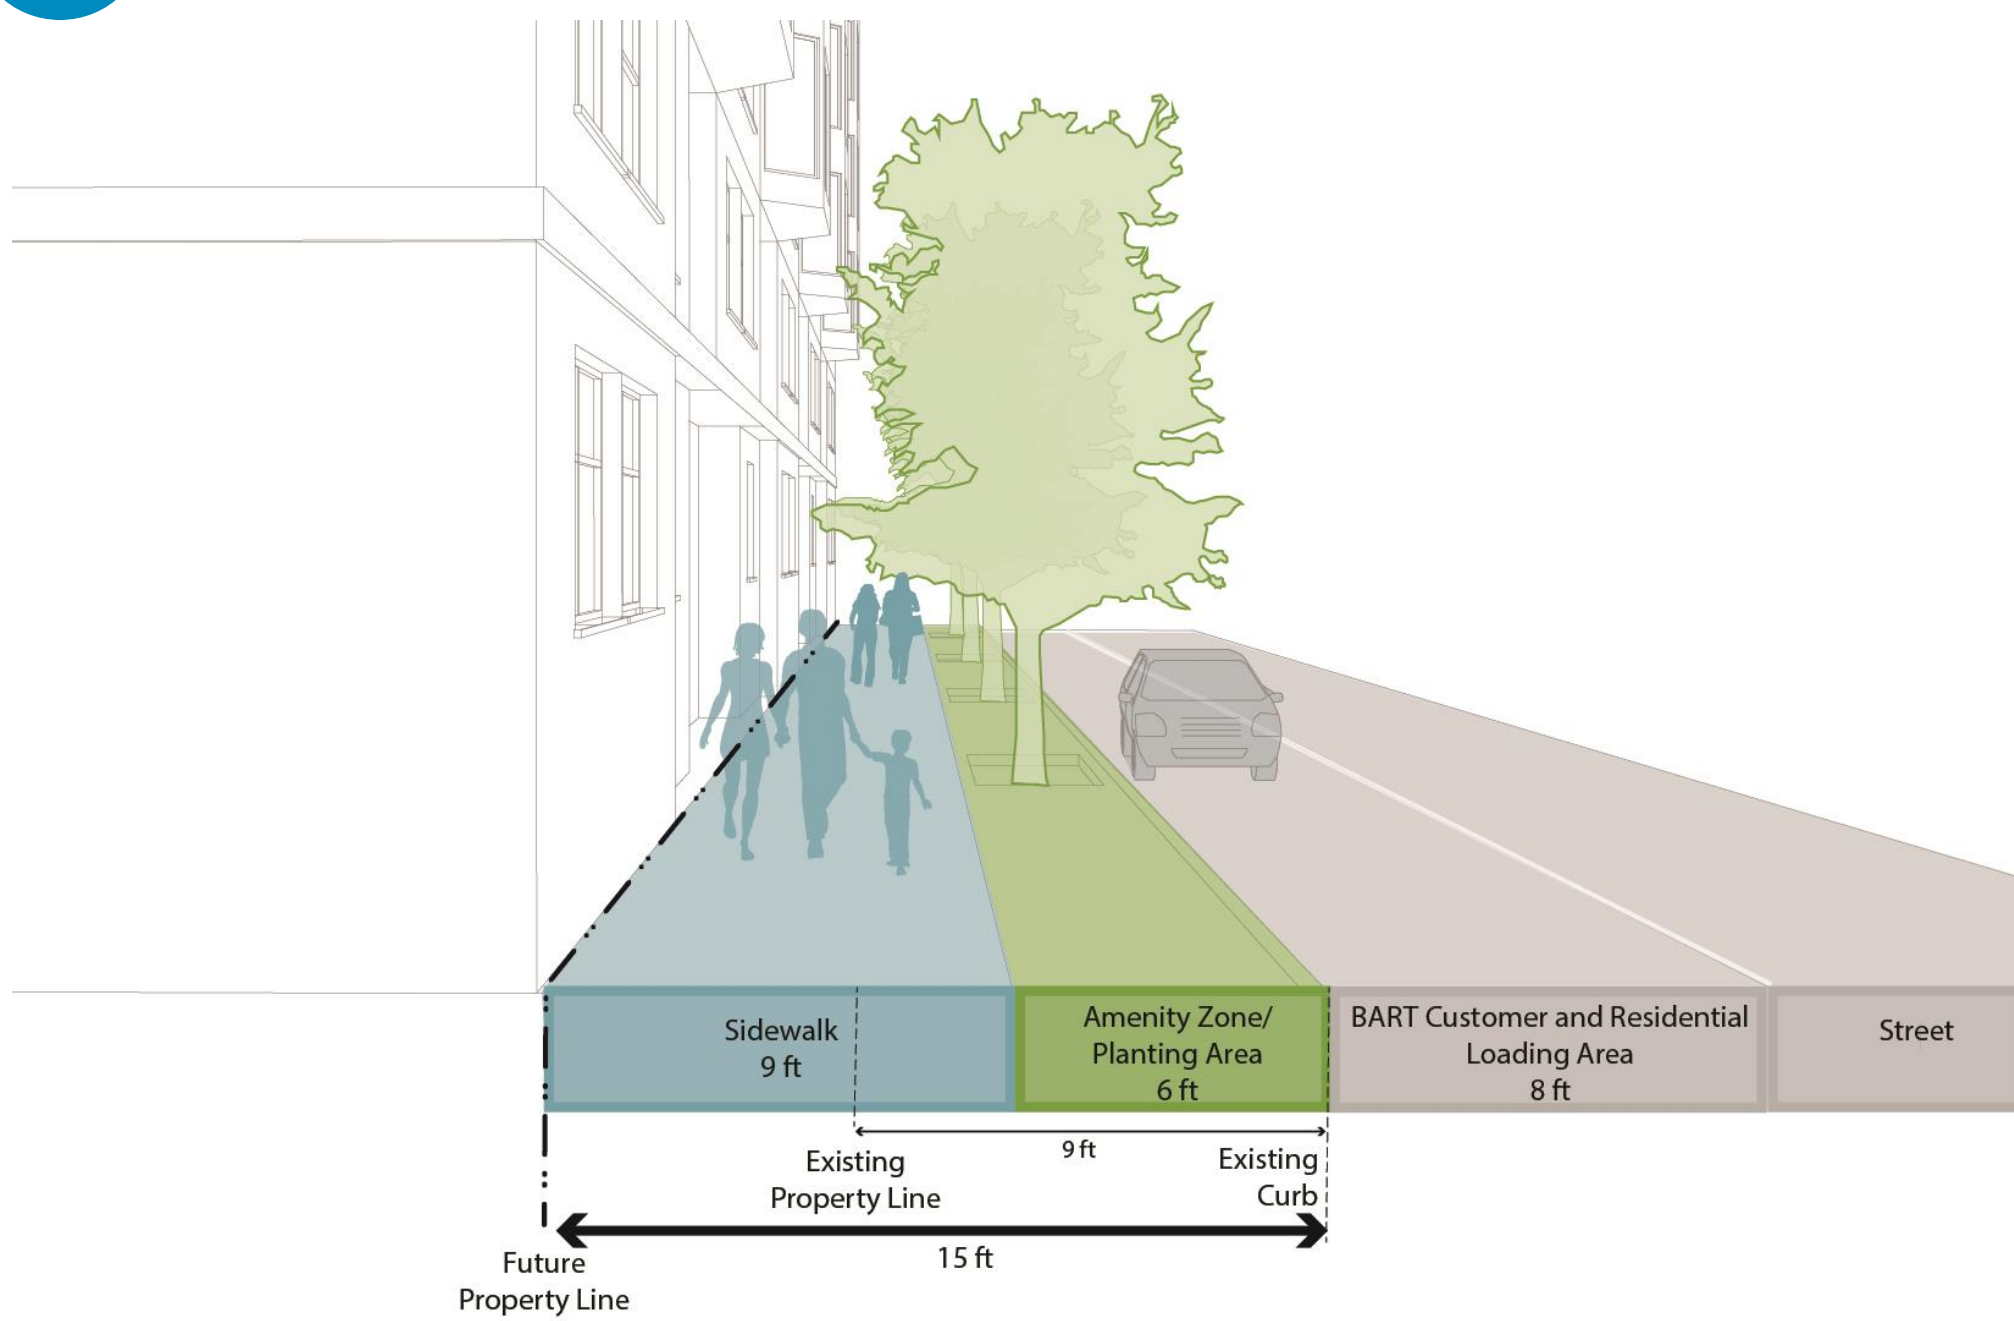 Sidewalk
9 ft
Amenity Zone/
Planting Area
6 ft
BART Customer and Residential
Loading Area
8 ft
Street
9 ft
Existing
Property Line
Existing
Curb
15 ft
Future
Property Line